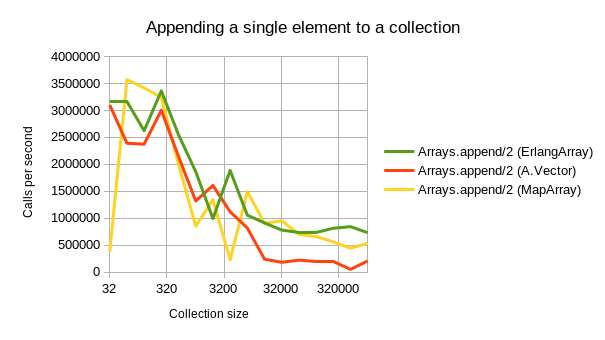 Appending a single element to a collection
4000000
3500000
3000000
2500000
2000000
1500000
1000000
500000
0
Calls per second
32 320 3200 32000 320000
Collection size
Arrays.append/2 (ErlangArray)
Arrays.append/2 (A.Vector)
Arrays.append/2 (MapArray)